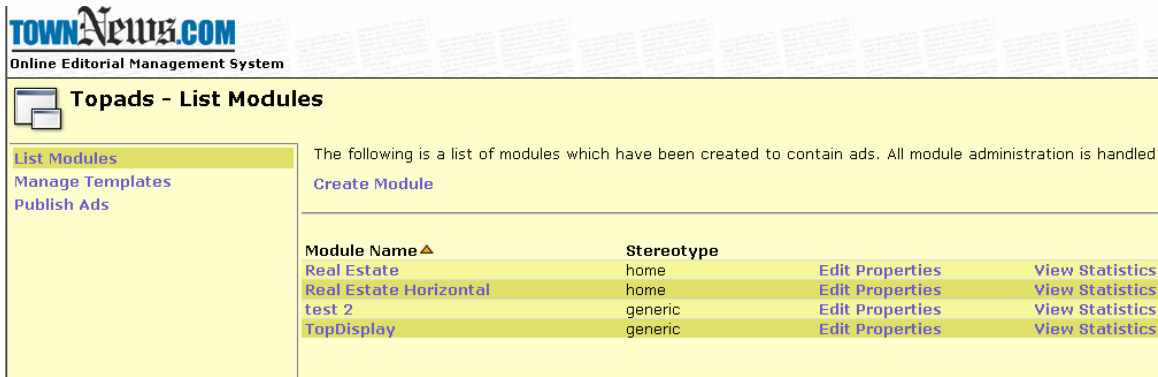 TOWNNews.COM
Online Editorial Management System
Topads - List Modules
List Modules
Manage Templates
Publish Ads
The following is a list of modules which have been created to contain ads. All module administration is handled
Create Module
Module Name Stereotype
Real Estate home Edit Properties View Statistics
Real Estate Horizontal home Edit Properties View Statistics
test 2 generic Edit Properties View Statistics
TopDisplay generic Edit Properties View Statistics